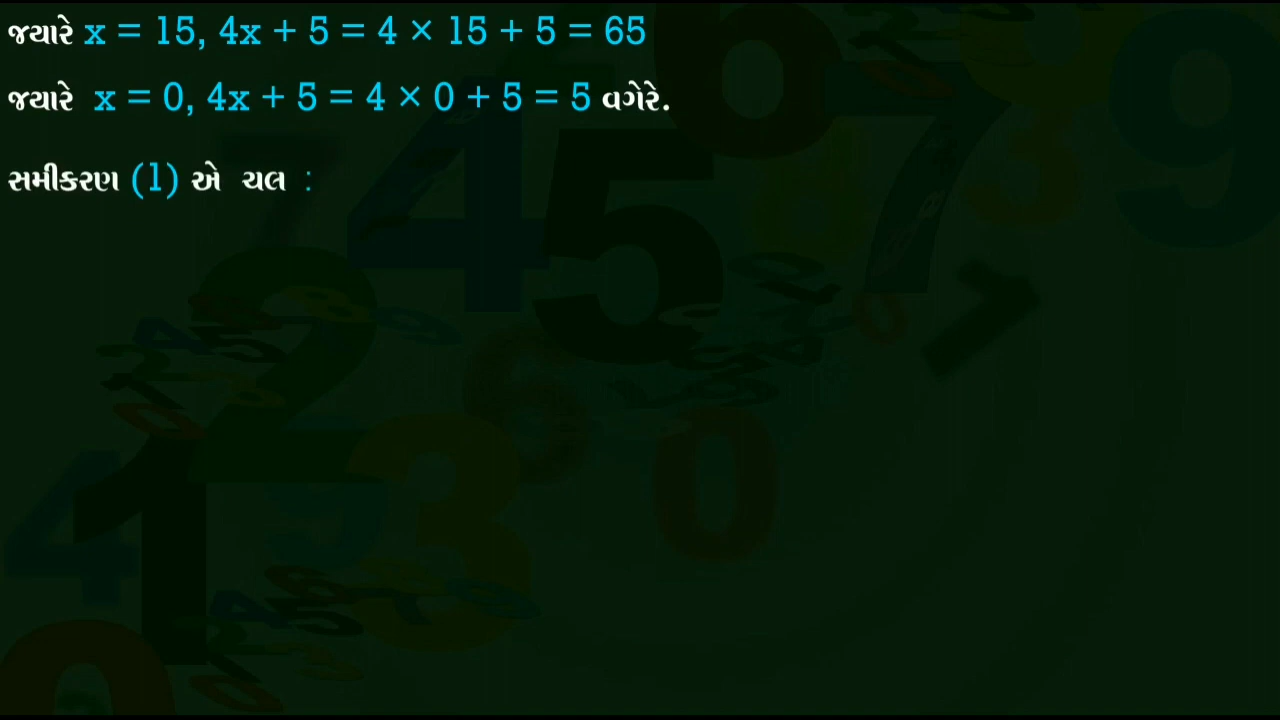 જ્યારે x = 15, 4x + 5 = 4 × 15 + 5 = 65
જ્યારે x = 0, 4x + 5 = 4 × 0 + 5 = 5 વગેરે.
સમીકરણ (1) એ ચલ :